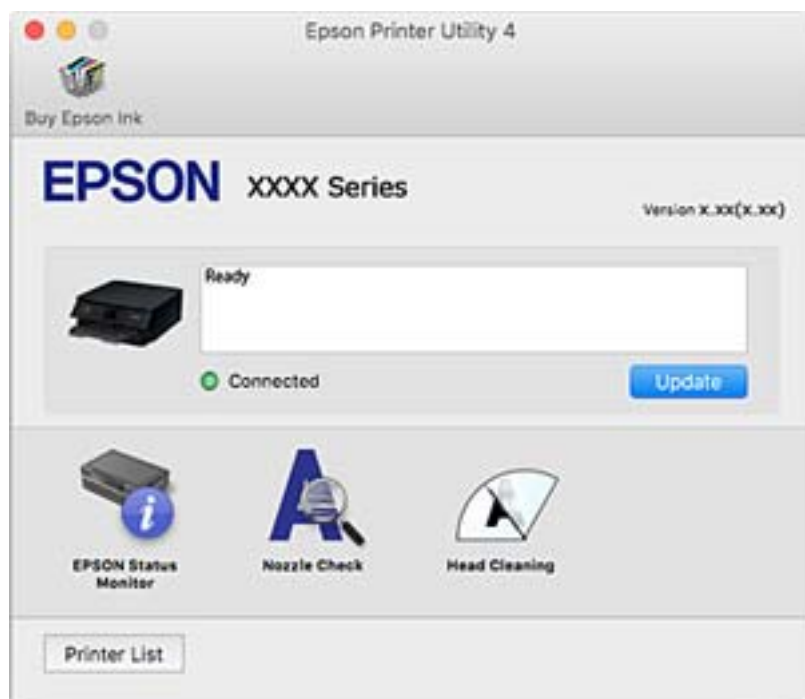 Epson Printer Utility 4
Buy Epson Ink
EPSON XXXX Series
Version x.xx(x.xx)
Ready
Connected
Update
EPSON Status
Monitor
Nozzle Check
Head Cleaning
Printer List